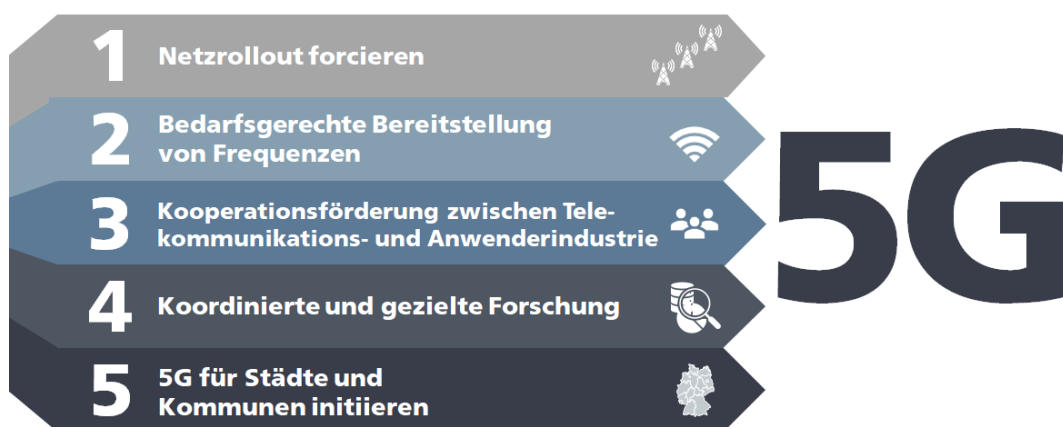 1 Netzrollout forcieren
2 Bedarfsgerechte Bereitstellung
von Frequenzen
3 Kooperationsförderung zwischen Tele-
kommunikations- und Anwenderindustrie
4 Koordinierte und gezielte Forschung
5 5G für Städte und
Kommunen initiieren
5G